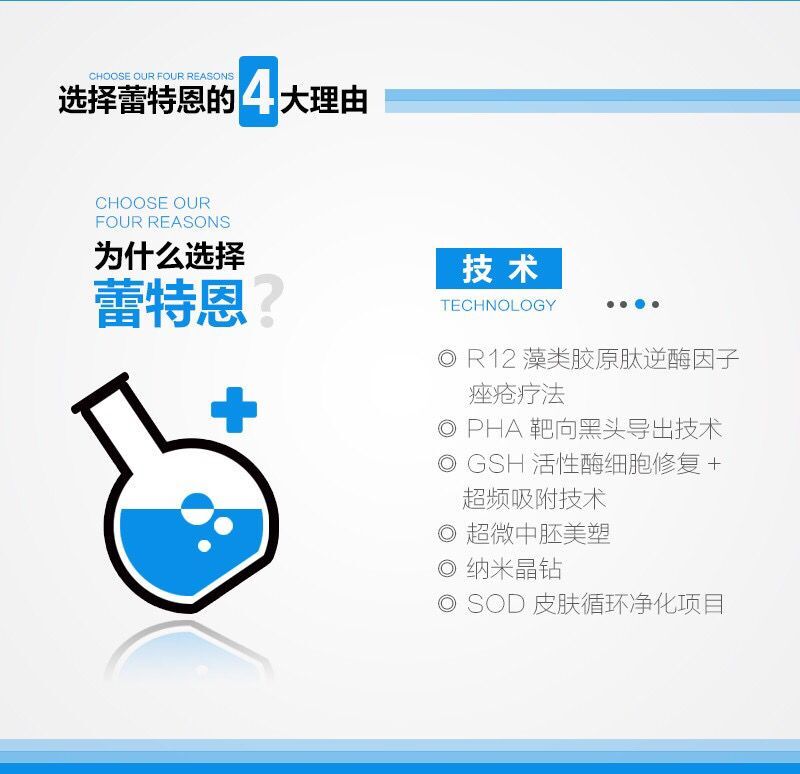 CHOOSE OUR FOUR REASONS
选择蕾特恩的4大理由
CHOOSE OUR
FOUR REASONS
为什么选择
蕾特恩?
技术
TECHNOLOGY
◎ R12 藻类胶原肽逆酶因子
痤疮疗法
◎ PHA 靶向黑头导出技术
◎ GSH 活性酶细胞修复 +
超频吸附技术
◎ 超微中胚美塑
◎ 纳米晶钻
◎ SOD 皮肤循环净化项目